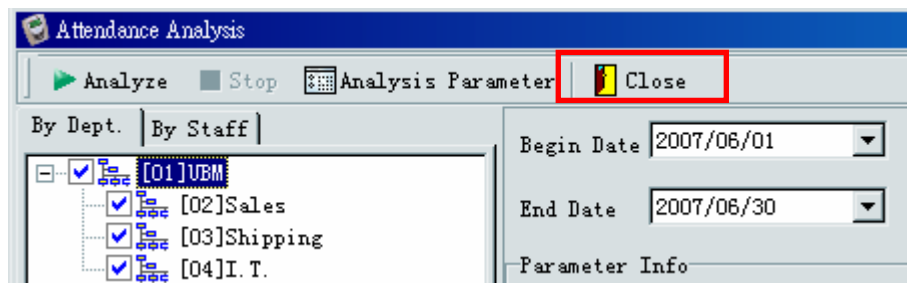 Attendance Analysis
Analyze Stop Analysis Parameter Close
By Dept. By Staff
Begin Date 2007/06/01
[01]UBM
[02]Sales
End Date 2007/06/30
[03]Shipping
[04]I.T.
Parameter Info